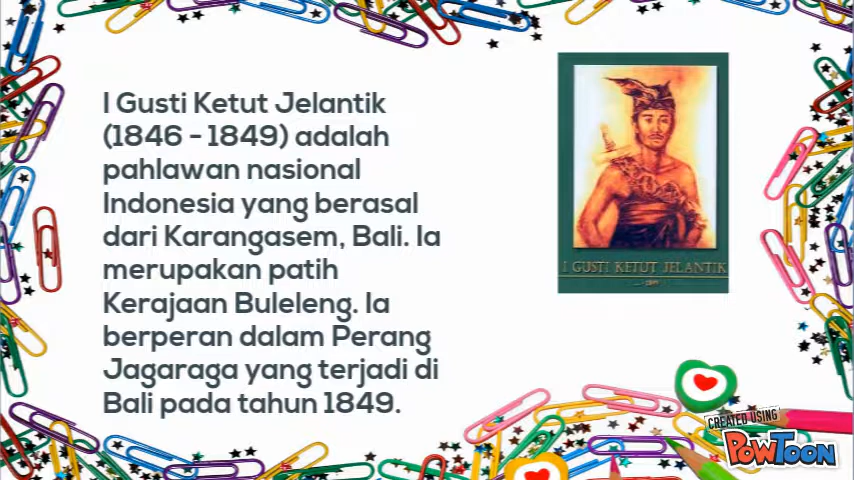 I Gusti Ketut Jelantik
(1846 - 1849) adalah
pahlawan nasional
Indonesia yang berasal
dari Karangasem, Bali. Ia
merupakan patih
Kerajaan Buleleng. Ia
berperan dalam Perang
Jagaraga yang terjadi di
Bali pada tahun 1849.
I GUSTI KETUT JELANTIK
CREATED USING
POWTOON